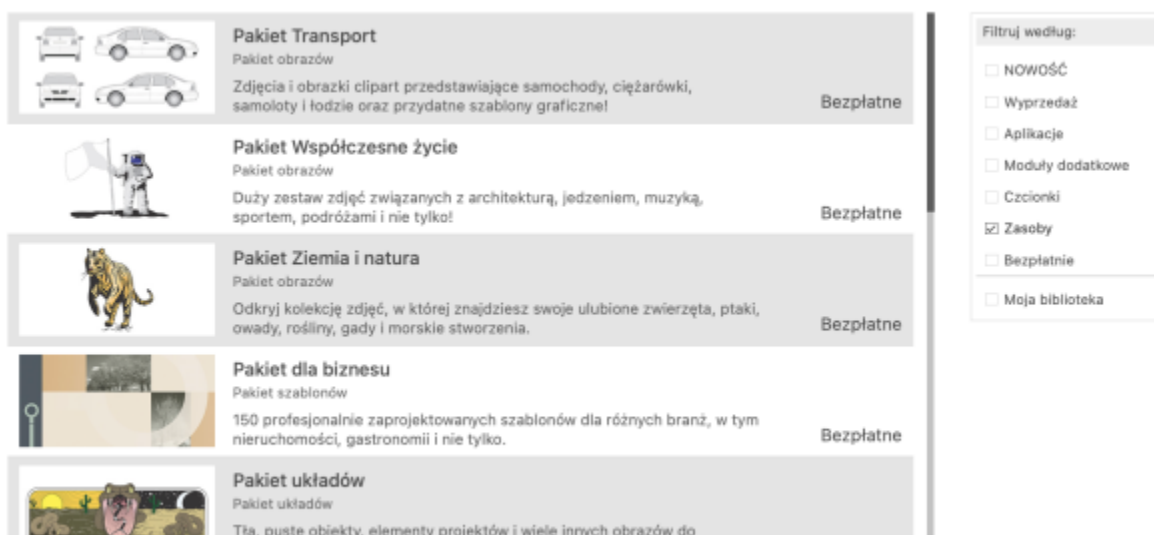 Pakiet Transport
Pakiet obrazów
Zdjęcia i obrazki clipart przedstawiające samochody, ciężarówki,
samoloty i łodzie oraz przydatne szablony graficzne!
Bezpłatne
Pakiet Współczesne życie
Pakiet obrazów
Duży zestaw zdjęć związanych z architekturą, jedzeniem, muzyką,
sportem, podróżami i nie tylko!
Bezpłatne
Pakiet Ziemia i natura
Pakiet obrazów
Odkryj kolekcję zdjęć, w której znajdziesz swoje ulubione zwierzęta, ptaki,
owady, rośliny, gady i morskie stworzenia.
Bezpłatne
Pakiet dla biznesu
Pakiet szablonów
150 profesjonalnie zaprojektowanych szablonów dla różnych branż, w tym
nieruchomości, gastronomii i nie tylko.
Bezpłatne
Pakiet układów
Pakiet układów
Tła, puste obiekty, elementy projektów i wiele innych obrazów do
Filtruj według:
NOWOŚĆ
Wyprzedaż
Aplikacje
Moduły dodatkowe
Czcionki
Zasoby
Bezpłatnie
Moja biblioteka